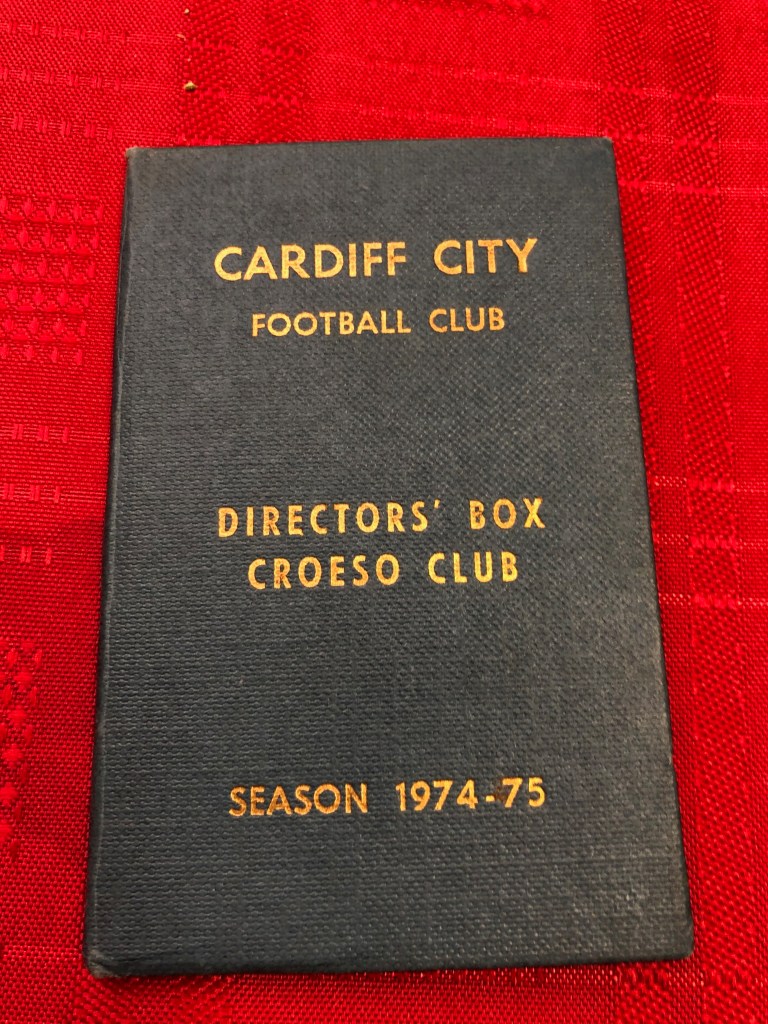 CARDIFF CITY
FOOTBALL CLUB
DIRECTORS' BOX
CROESO CLUB
SEASON 1974-75